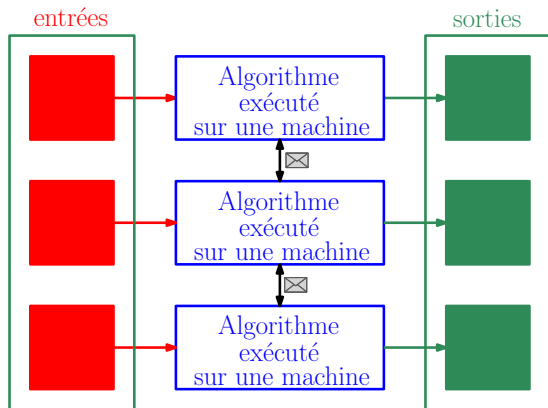 entrées
sorties
Algorithme
exécuté
sur une machine
Algorithme
exécuté
sur une machine
Algorithme
exécuté
sur une machine